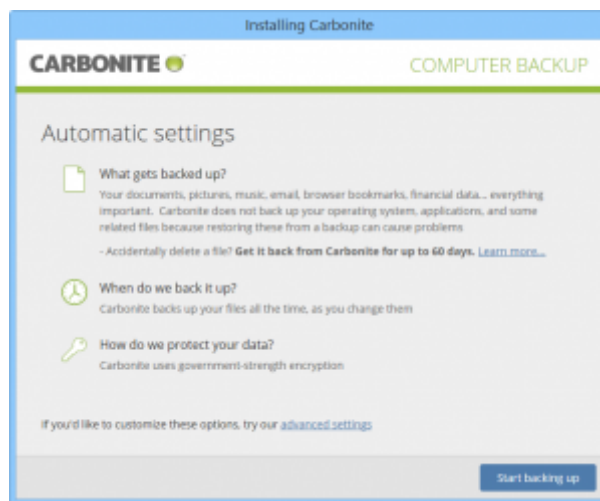 Installing Carbonite
CARBONITE
COMPUTER BACKUP
Automatic settings
What gets backed up?
Your documents, pictures, music, email, browser bookmarks, financial data... everything
important. Carbonite does not back up your operating system, applications, and some
related files because restoring these from a backup can cause problems
- Accidentally delete a file? Get it back from Carbonite for up to 60 days. Learn more...
When do we back it up?
Carbonite backs up your files all the time, as you change them
How do we protect your data?
Carbonite uses government-strength encryption
If you'd like to customize these options, try our advanced settings
Start backing up